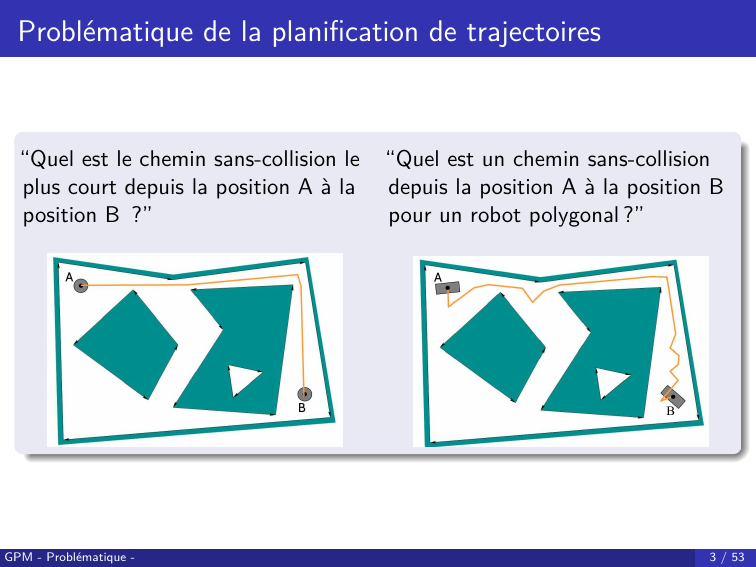 Problématique de la planification de trajectoires
“Quel est le chemin sans-collision le
plus court depuis la position A à la
position B ?”
A
B
“Quel est un chemin sans-collision
depuis la position A à la position B
pour un robot polygonal ?”
A
B
GPM - Problématique -
3 / 53